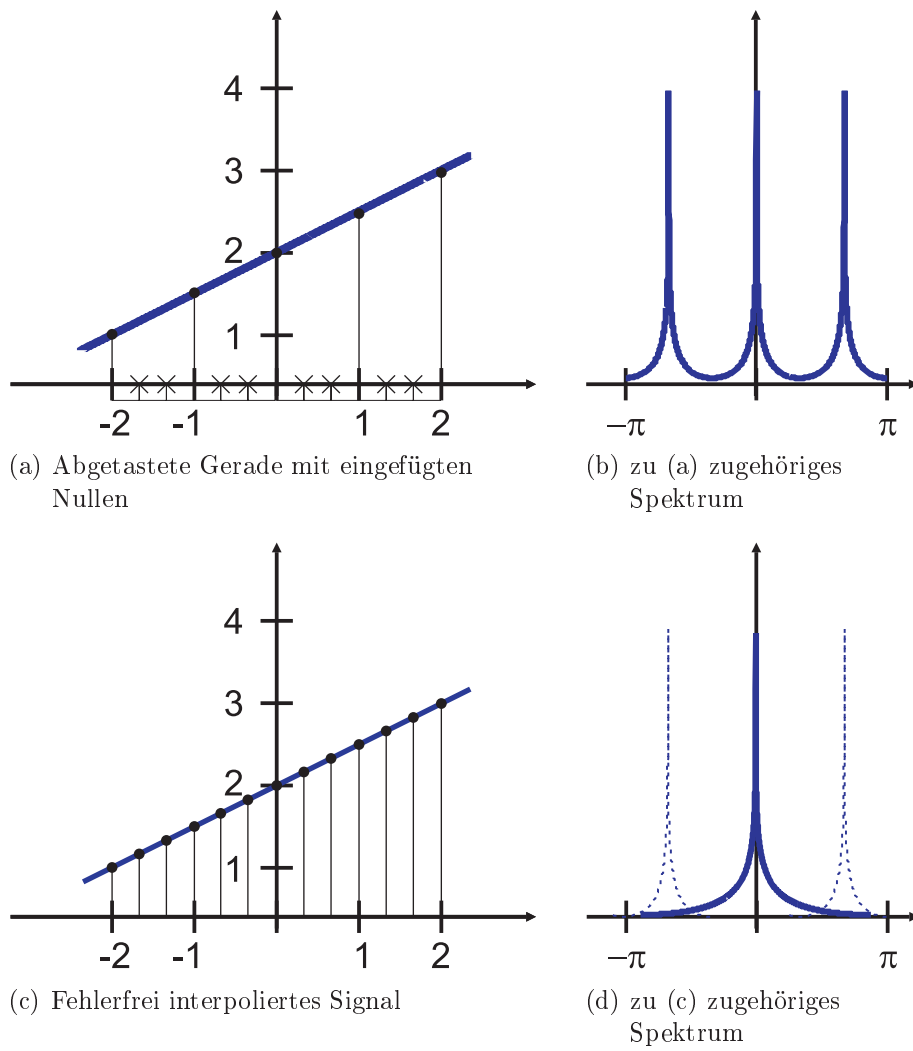 4
3
2
1
-2 -1 1 2
−π π
(a) Abgetastete Gerade mit eingefügten
Nullen
(b) zu (a) zugehöriges
Spektrum
4
3
2
1
-2 -1 1 2
−π π
(c) Fehlerfrei interpoliertes Signal
(d) zu (c) zugehöriges
Spektrum